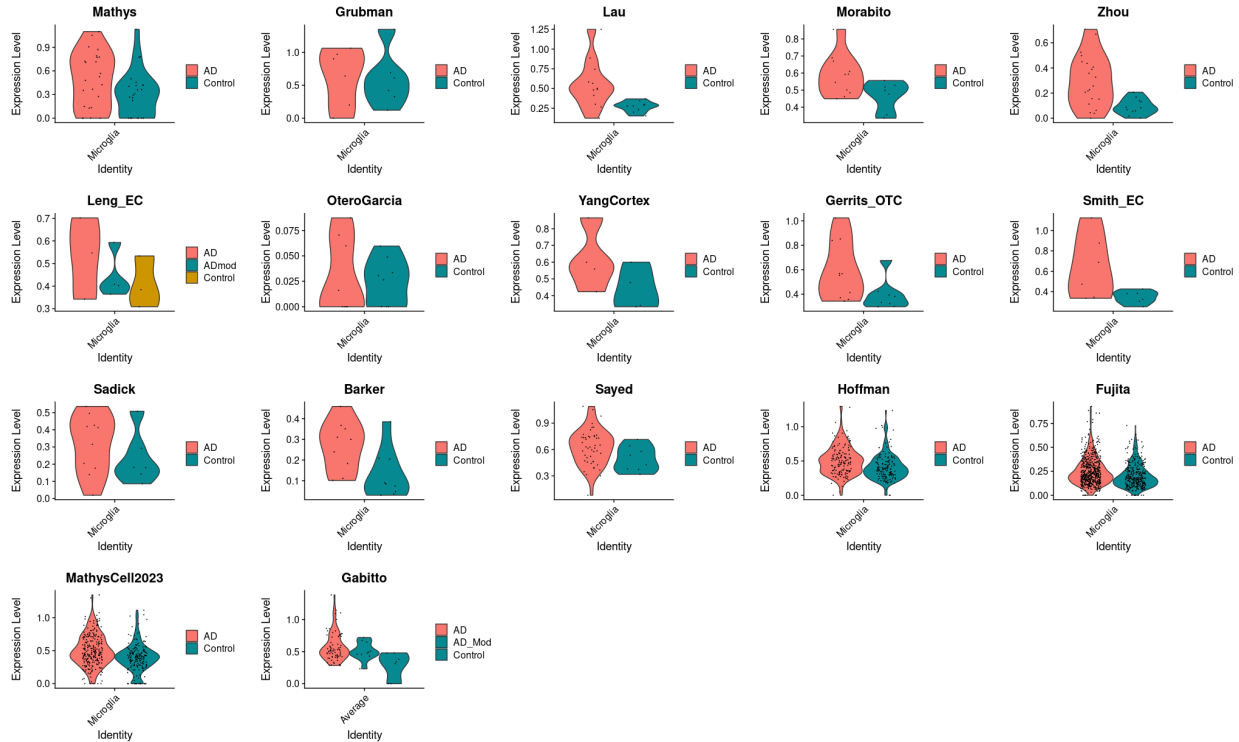 Mathys
Expression Level
0.9
0.6
0.3
0.0
Microglia
Identity
AD
Control
Grubman
Expression Level
1.0
0.5
0.0
Microglia
Identity
AD
Control
Lau
Expression Level
1.25
1.00
0.75
0.50
0.25
Microglia
Identity
AD
Control
Morabito
Expression Level
0.8
0.7
0.6
0.5
0.4
Microglia
Identity
AD
Control
Zhou
Expression Level
0.6
0.4
0.2
0.0
Microglia
Identity
AD
Control
Leng_EC
Expression Level
0.7
0.6
0.5
0.4
0.3
Microglia
Identity
AD
ADmod
Control
OteroGarcia
Expression Level
0.075
0.050
0.025
0.000
Microglia
Identity
AD
Control
YangCortex
Expression Level
0.8
0.7
0.6
0.5
0.4
Microglia
Identity
AD
Control
Gerrits_OTC
Expression Level
1.0
0.8
0.6
0.4
Microglia
Identity
AD
Control
Smith_EC
Expression Level
1.0
0.8
0.6
0.4
Microglia
Identity
AD
Control
Sadick
Expression Level
0.5
0.4
0.3
0.2
0.1
0.0
Microglia
Identity
AD
Control
Barker
Expression Level
0.4
0.3
0.2
0.1
Microglia
Identity
AD
Control
Sayed
Expression Level
0.9
0.6
0.3
Microglia
Identity
AD
Control
Hoffman
Expression Level
1.0
0.5
0.0
Microglia
Identity
AD
Control
Fujita
Expression Level
0.75
0.50
0.25
0.00
Microglia
Identity
AD
Control
MathysCell2023
Expression Level
1.0
0.5
0.0
Microglia
Identity
AD
Control
Gabitto
Expression Level
1.0
0.5
0.0
Average
Identity
AD
AD_Mod
Control